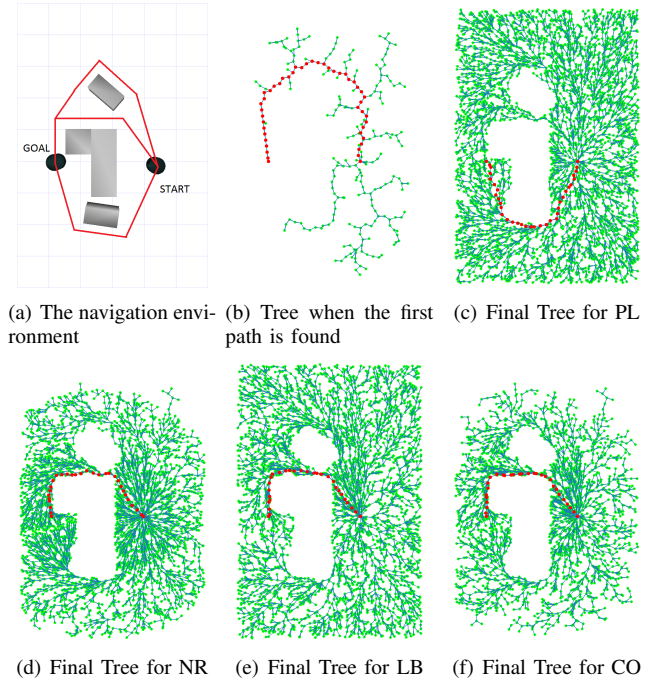 GOAL
START
(a) The navigation envi-
ronment
(b) Tree when the first
path is found
(c) Final Tree for PL
(d) Final Tree for NR
(e) Final Tree for LB
(f) Final Tree for CO